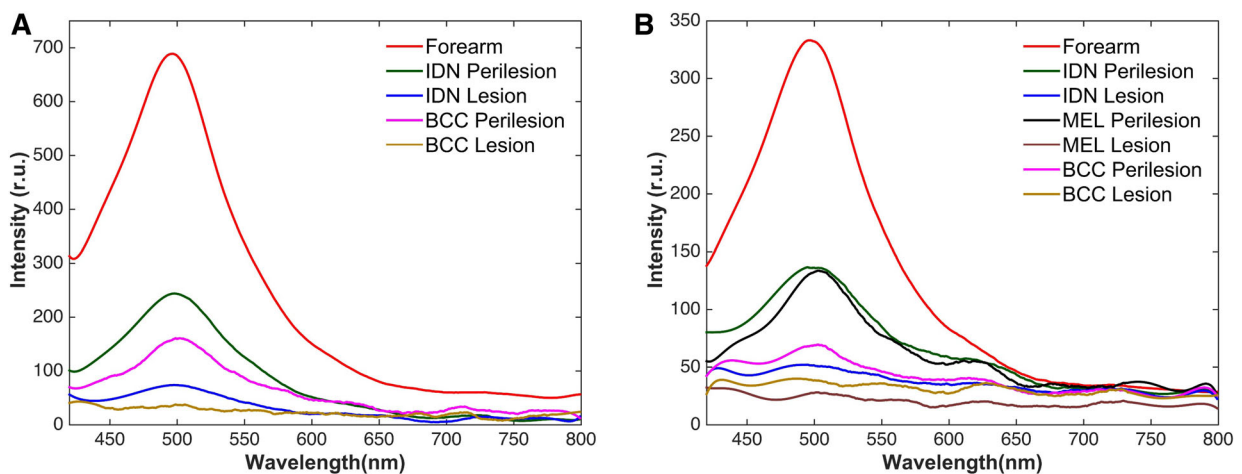 A
700
600
500
400
300
200
100
0
Intensity (r.u.)
Forearm
IDN Perilesion
IDN Lesion
BCC Perilesion
BCC Lesion
450 500 550 600 650 700 750 800
Wavelength(nm)
B
350
300
250
200
150
100
50
0
Intensity (r.u.)
Forearm
IDN Perilesion
IDN Lesion
MEL Perilesion
MEL Lesion
BCC Perilesion
BCC Lesion
450 500 550 600 650 700 750 800
Wavelength(nm)